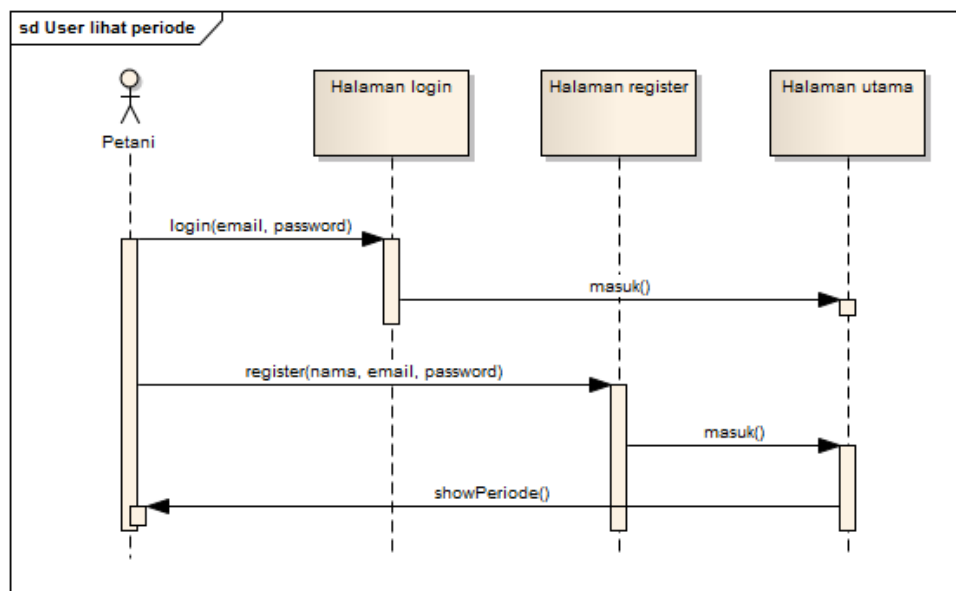 sd User lihat periode
Petani
Halaman login
Halaman register
Halaman utama
login(email, password)
masuk()
register(nama, email, password)
masuk()
showPeriode()